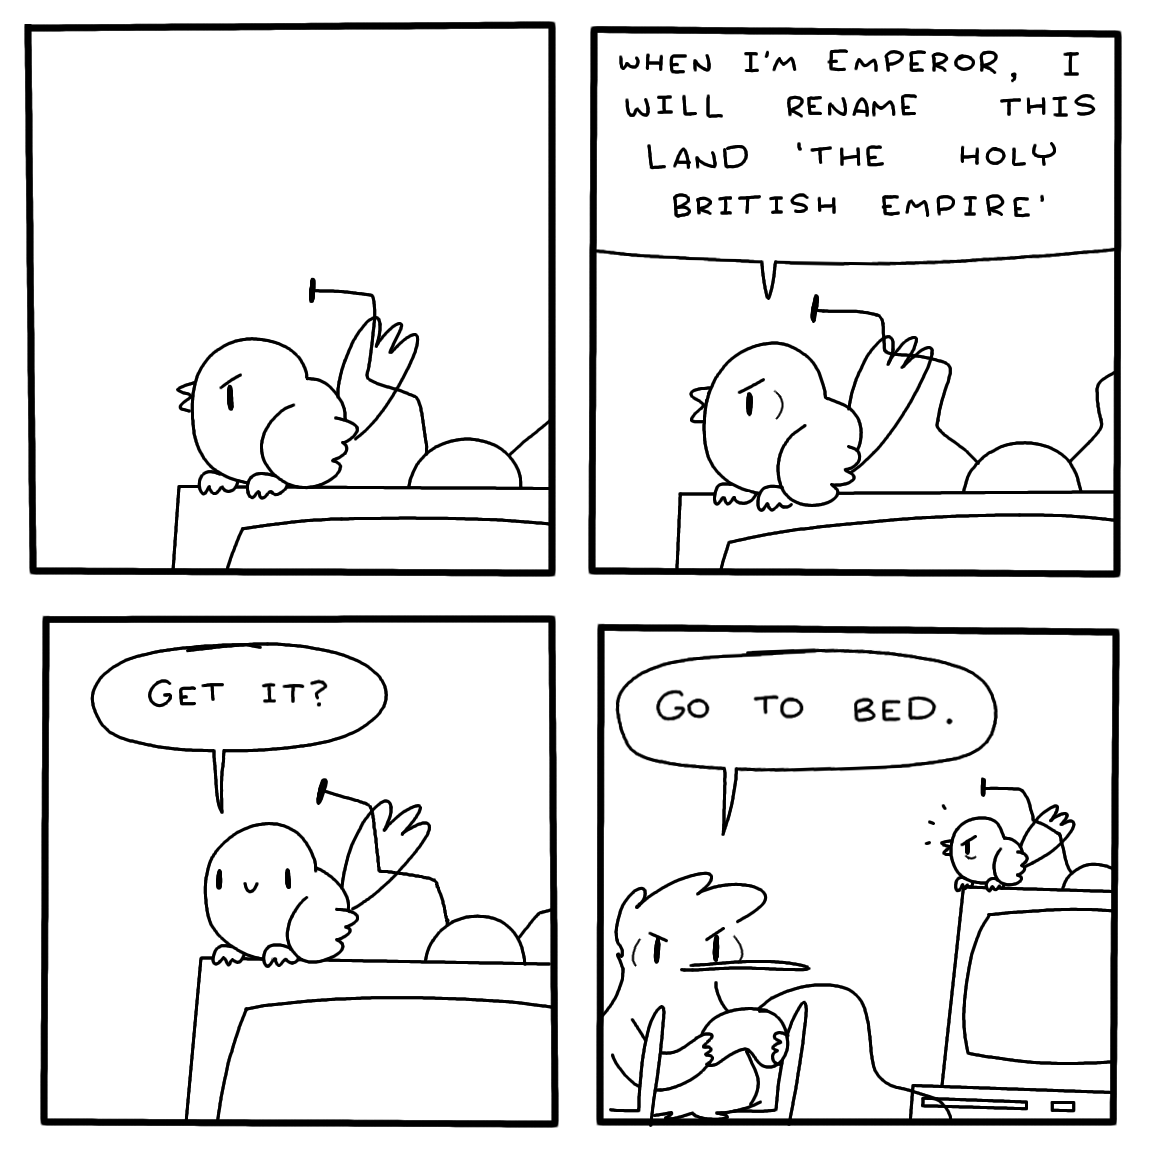 WHEN I'M EMPEROR, I
WILL RENAME THIS
LAND 'THE HOLY
BRITISH EMPIRE'
GET IT?
GO TO BED.